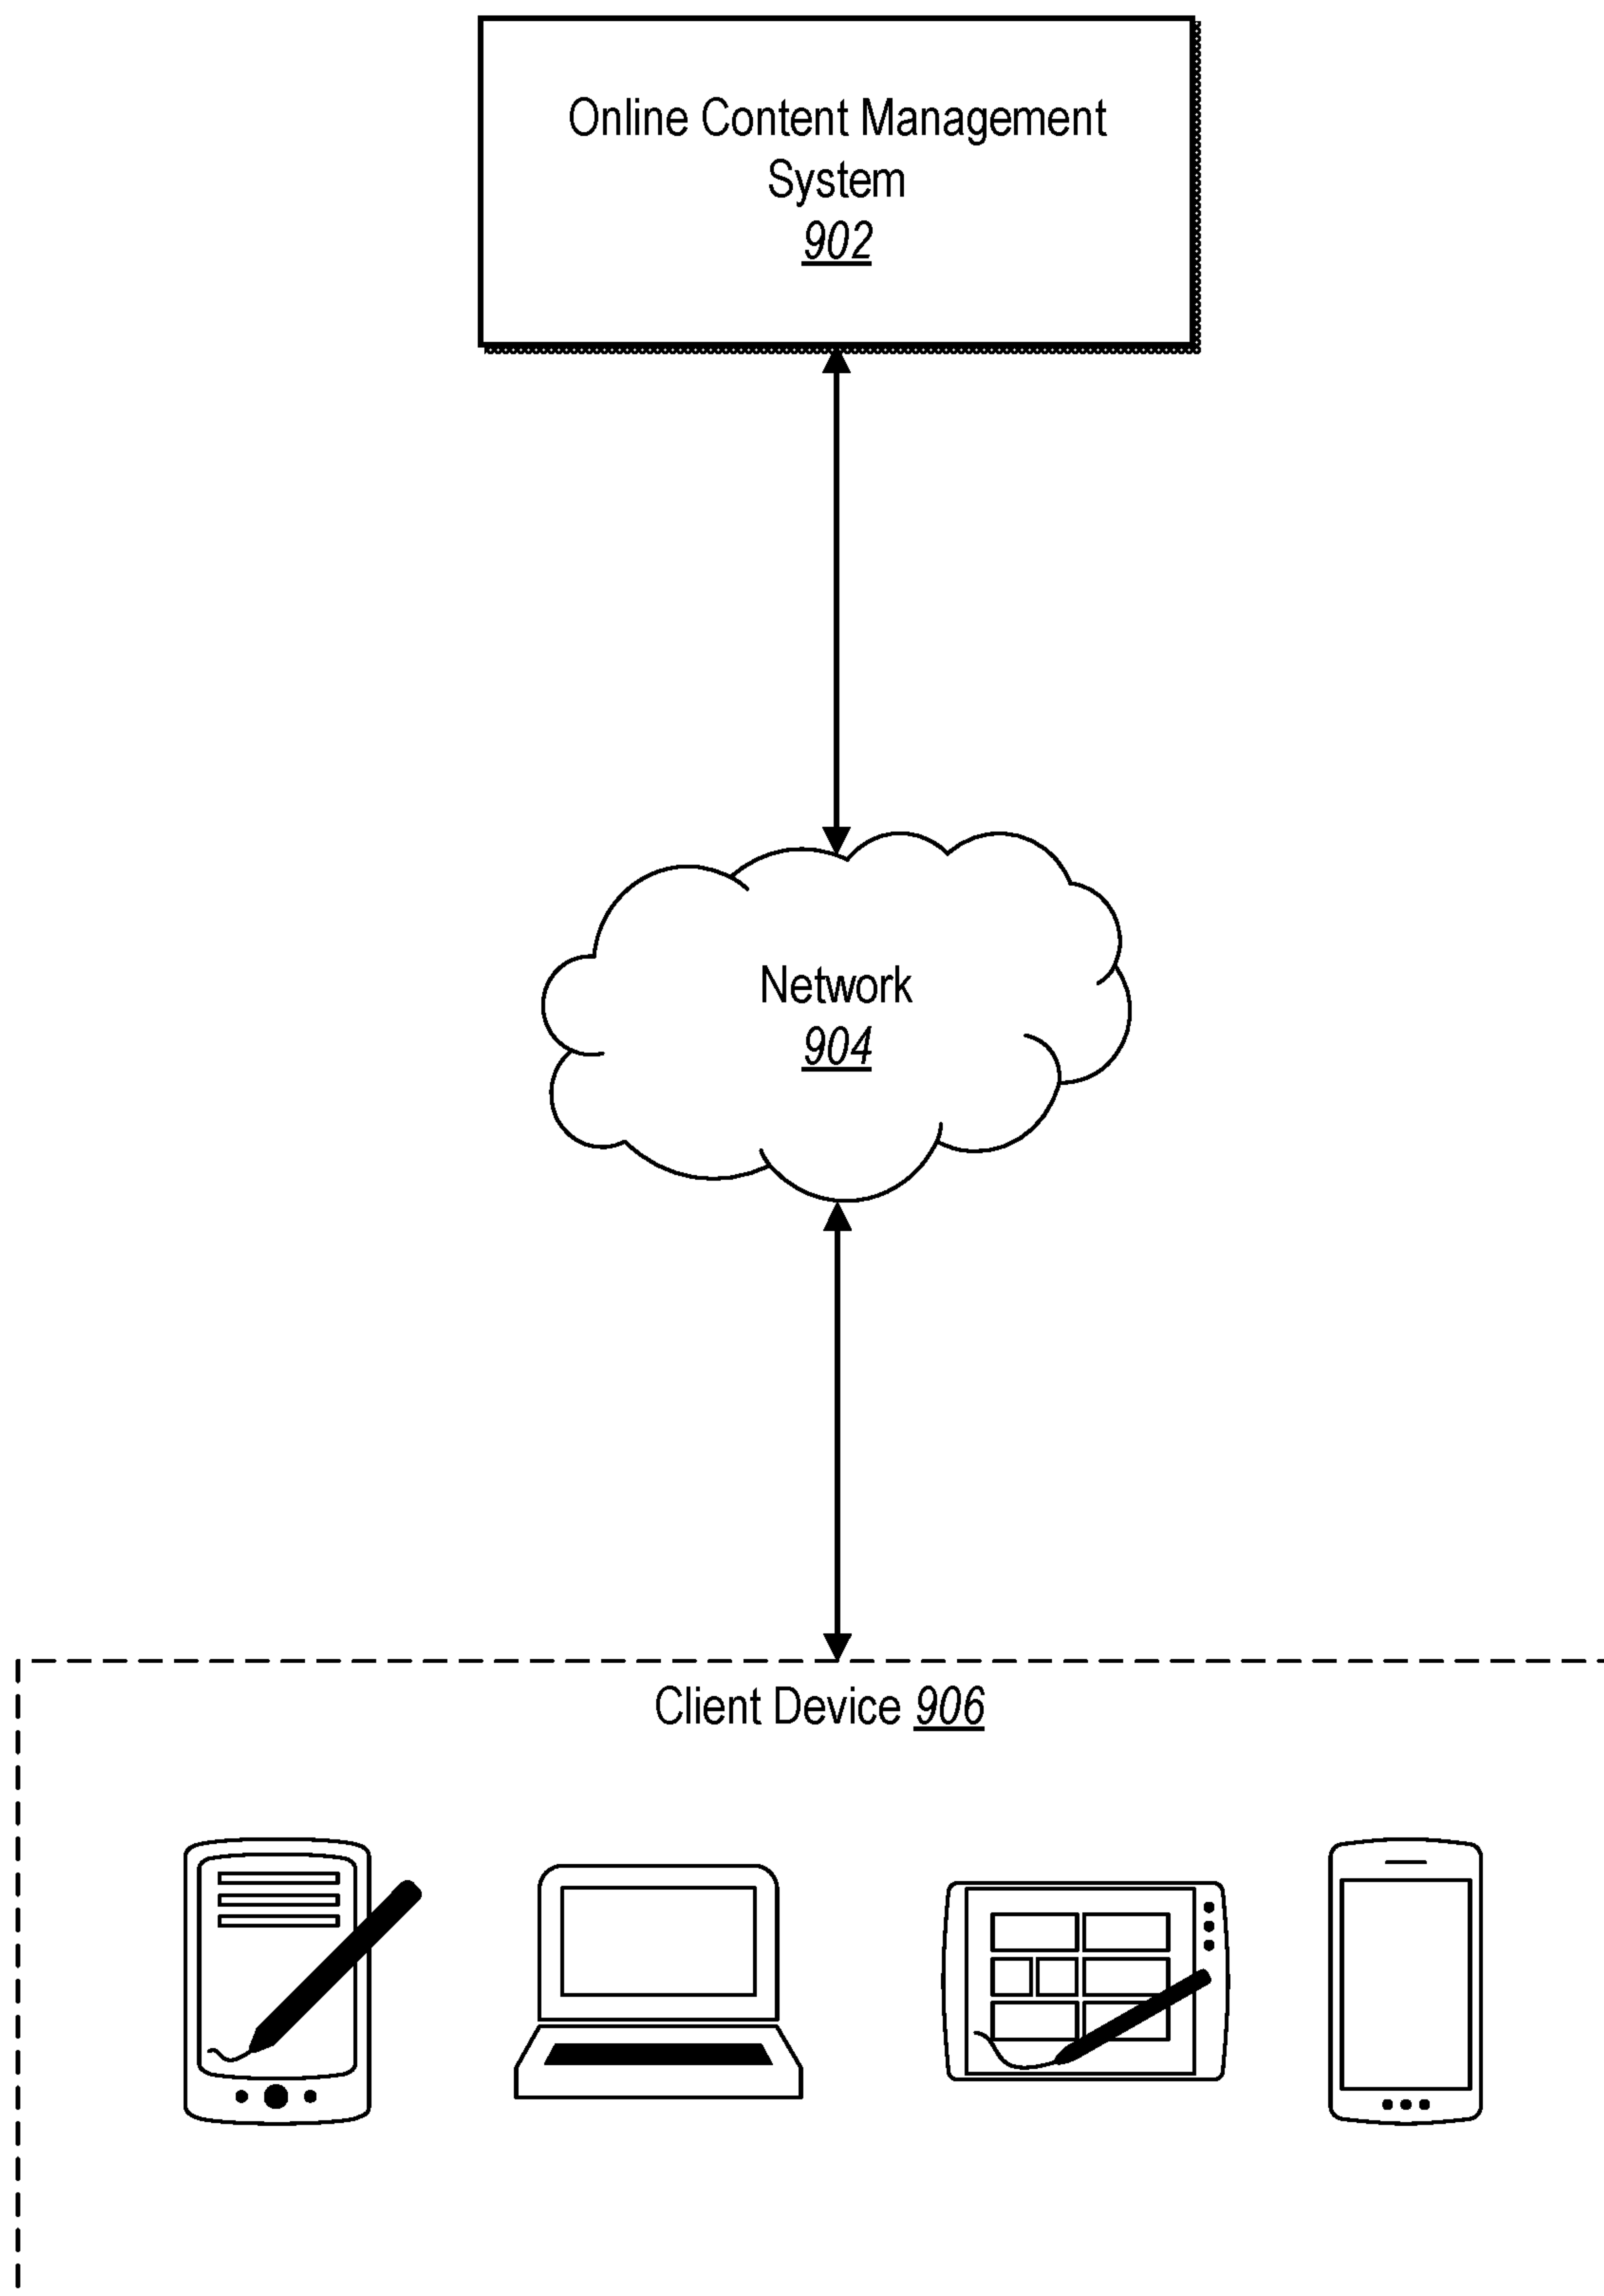 Online Content Management
System
902
Network
904
Client Device 906